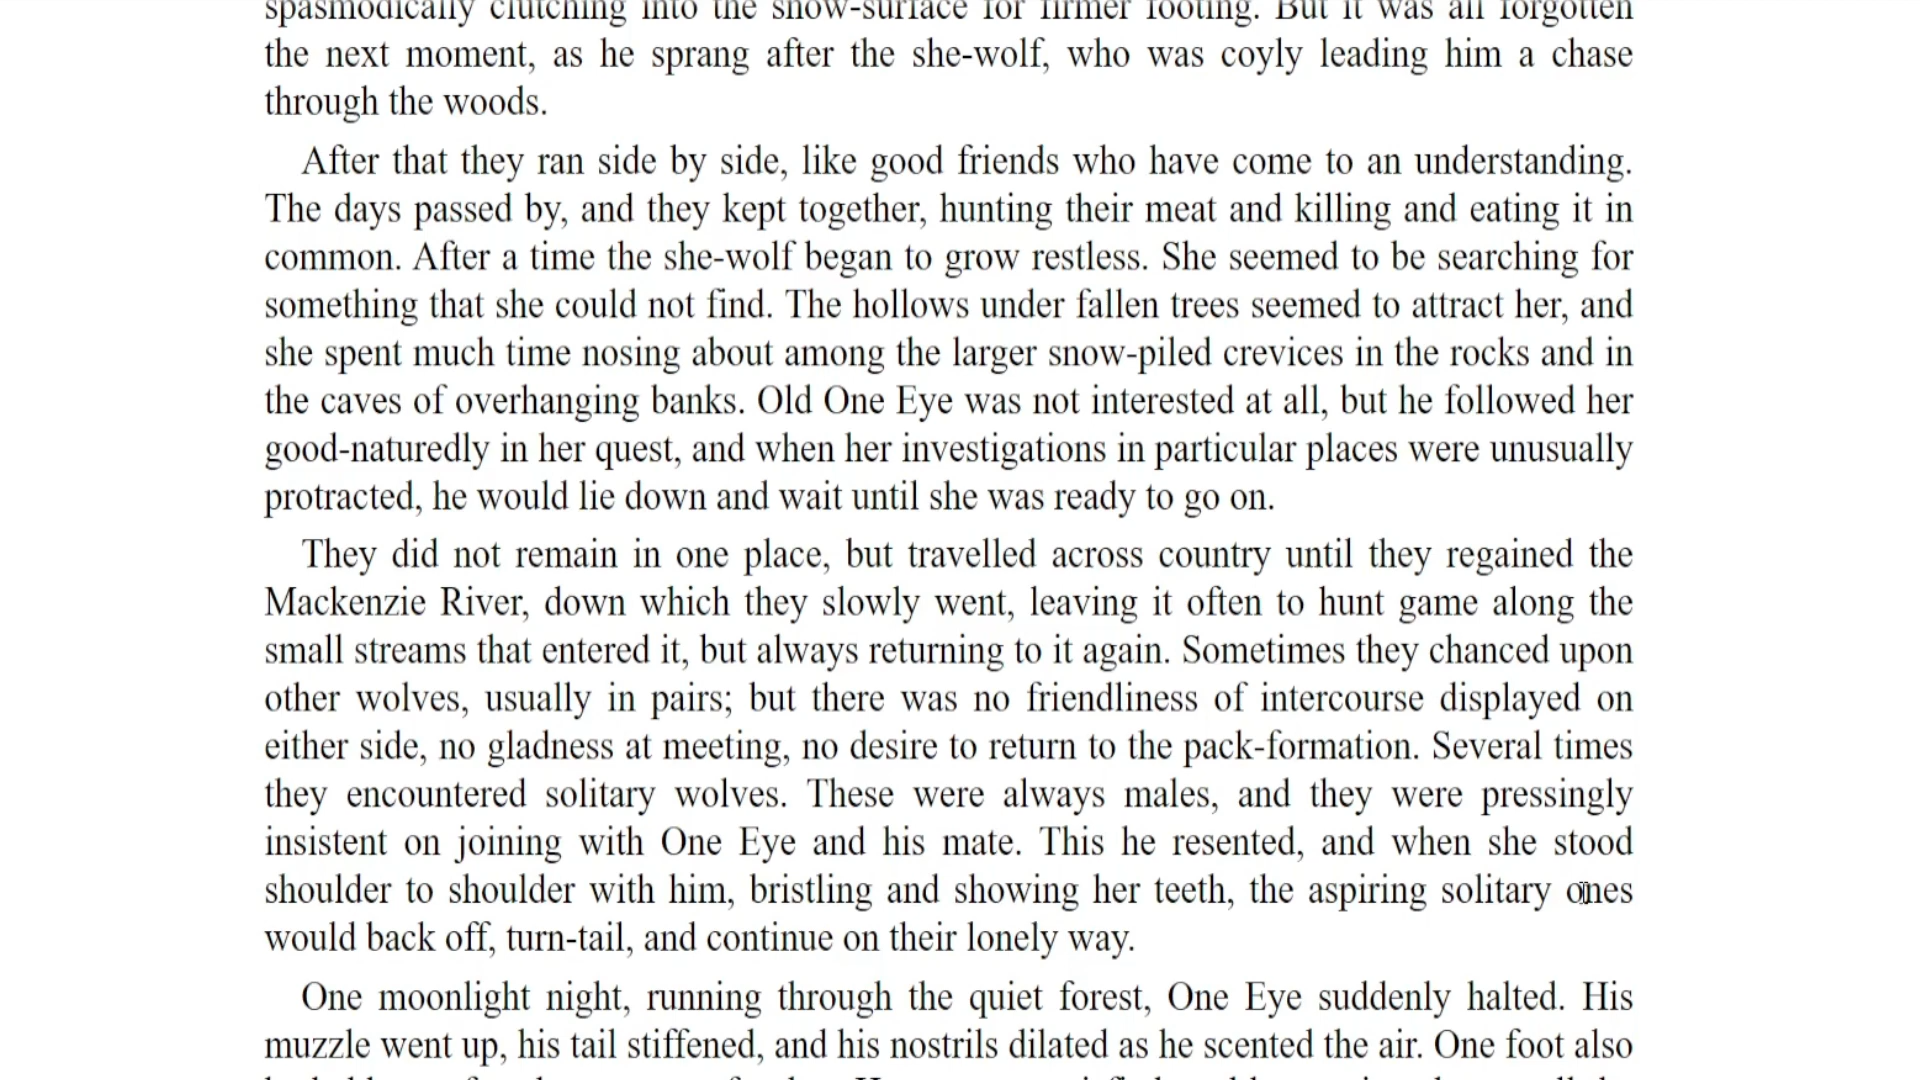 spasmodically clutching into the snow-surface for firmer footing. But it was all forgotten
the next moment, as he sprang after the she-wolf, who was coyly leading him a chase
through the woods.
After that they ran side by side, like good friends who have come to an understanding.
The days passed by, and they kept together, hunting their meat and killing and eating it in
common. After a time the she-wolf began to grow restless. She seemed to be searching for
something that she could not find. The hollows under fallen trees seemed to attract her, and
she spent much time nosing about among the larger snow-piled crevices in the rocks and in
the caves of overhanging banks. Old One Eye was not interested at all, but he followed her
good-naturedly in her quest, and when her investigations in particular places were unusually
protracted, he would lie down and wait until she was ready to go on.
They did not remain in one place, but travelled across country until they regained the
Mackenzie River, down which they slowly went, leaving it often to hunt game along the
small streams that entered it, but always returning to it again. Sometimes they chanced upon
other wolves, usually in pairs; but there was no friendliness of intercourse displayed on
either side, no gladness at meeting, no desire to return to the pack-formation. Several times
they encountered solitary wolves. These were always males, and they were pressingly
insistent on joining with One Eye and his mate. This he resented, and when she stood
shoulder to shoulder with him, bristling and showing her teeth, the aspiring solitary ones
would back off, turn-tail, and continue on their lonely way.
One moonlight night, running through the quiet forest, One Eye suddenly halted. His
muzzle went up, his tail stiffened, and his nostrils dilated as he scented the air. One foot also